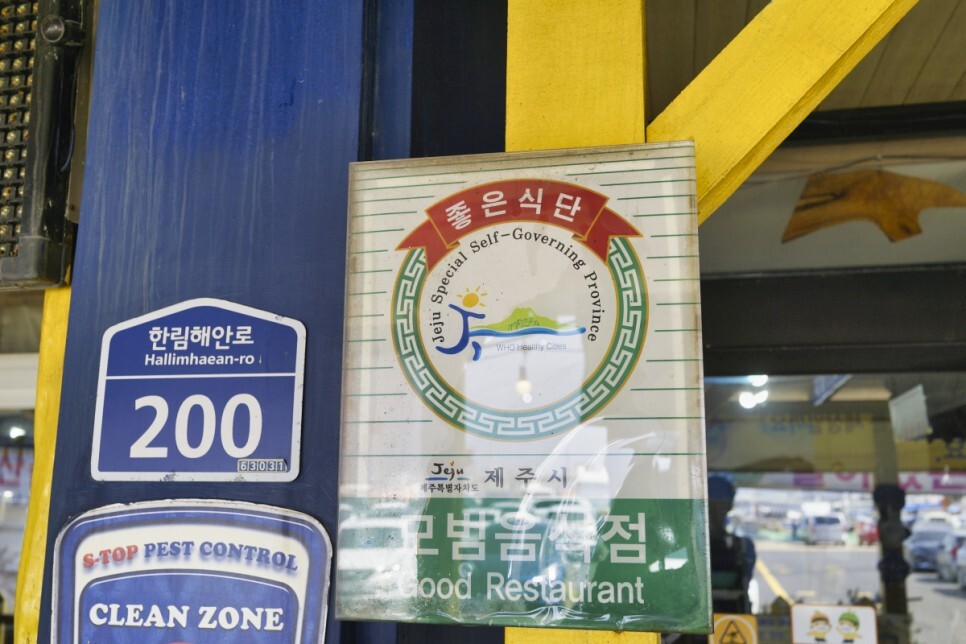 한림해안로
Hallimhaean-ro
200
63031
S-TOP PEST CONTROL
CLEAN ZONE
좋은식단
Jeju Special Self-Governing Province
WHO Healthy Cities
Jeju
제주특별자치도
제주시
모범음식점
Good Restaurant